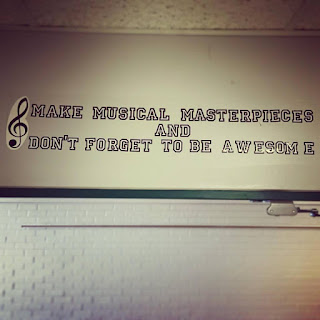 MAKE MUSICAL MASTERPIECES
AND
DON'T FORGET TO BE AWESOME